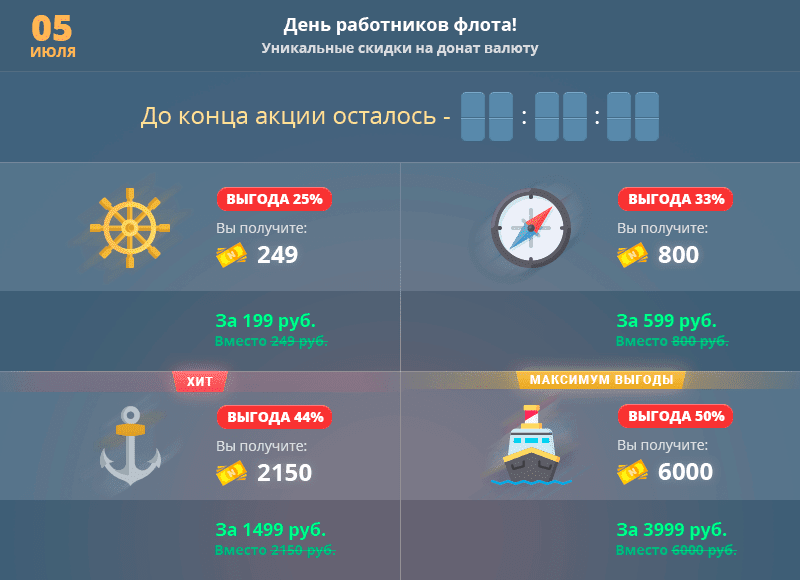 05
ИЮЛЯ
День работников флота!
Уникальные скидки на донат валюту
До конца акции осталось - : :
ВЫГОДА 25%
Вы получите:
249
За 199 руб.
Вместо 249 руб.
ВЫГОДА 33%
Вы получите:
800
За 599 руб.
Вместо 800 руб.
ХИТ
ВЫГОДА 44%
Вы получите:
2150
За 1499 руб.
Вместо 2150 руб.
МАКСИМУМ ВЫГОДЫ
ВЫГОДА 50%
Вы получите:
6000
За 3999 руб.
Вместо 6000 руб.